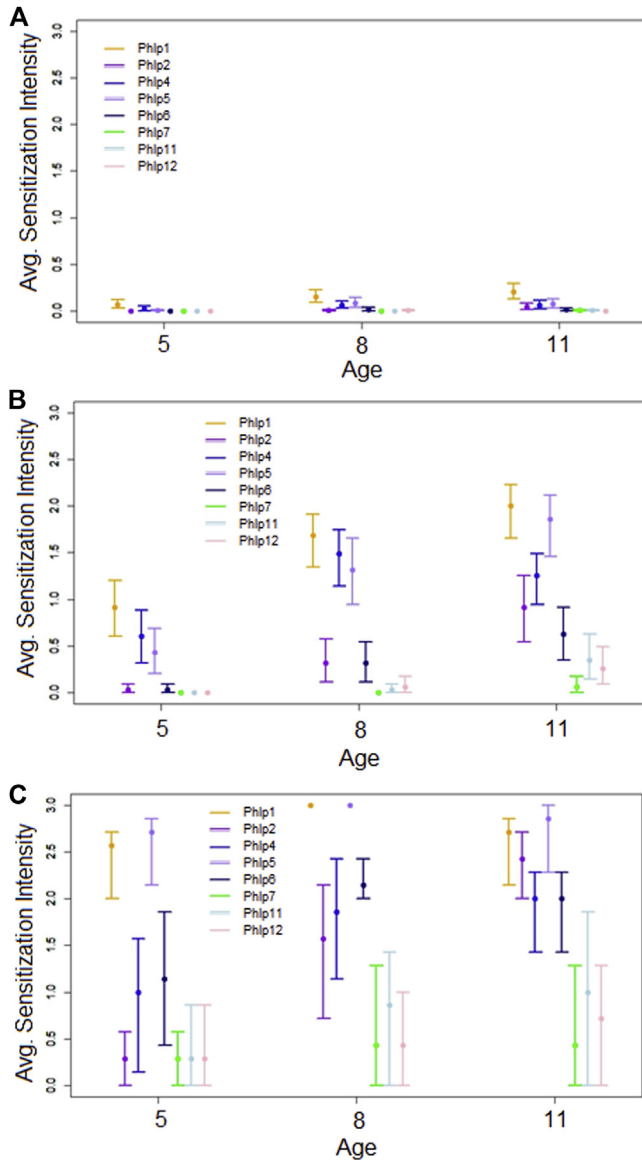 A
Avg. Sensitization Intensity
3.0
2.5
2.0
1.5
1.0
0.5
0.0
Phlp1
Phlp2
Phlp4
Phlp5
Phlp6
Phlp7
Phlp11
Phlp12
5
8
11
Age
B
Avg. Sensitization Intensity
3.0
2.5
2.0
1.5
1.0
0.5
0.0
Phlp1
Phlp2
Phlp4
Phlp5
Phlp6
Phlp7
Phlp11
Phlp12
5
8
11
Age
C
Avg. Sensitization Intensity
3.0
2.5
2.0
1.5
1.0
0.5
0.0
Phlp1
Phlp2
Phlp4
Phlp5
Phlp6
Phlp7
Phlp11
Phlp12
5
8
11
Age